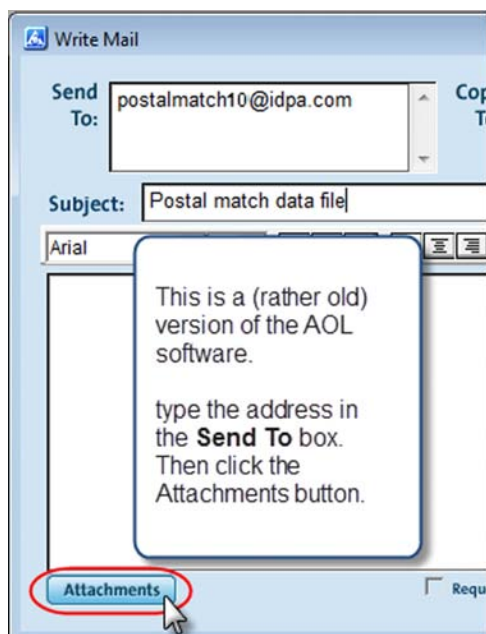 Write Mail
Send
To:
postalmatch10@idpa.com
Subject:
Postal match data file
Arial
This is a (rather old)
version of the AOL
software.
type the address in
the Send To box.
Then click the
Attachments button.
Attachments